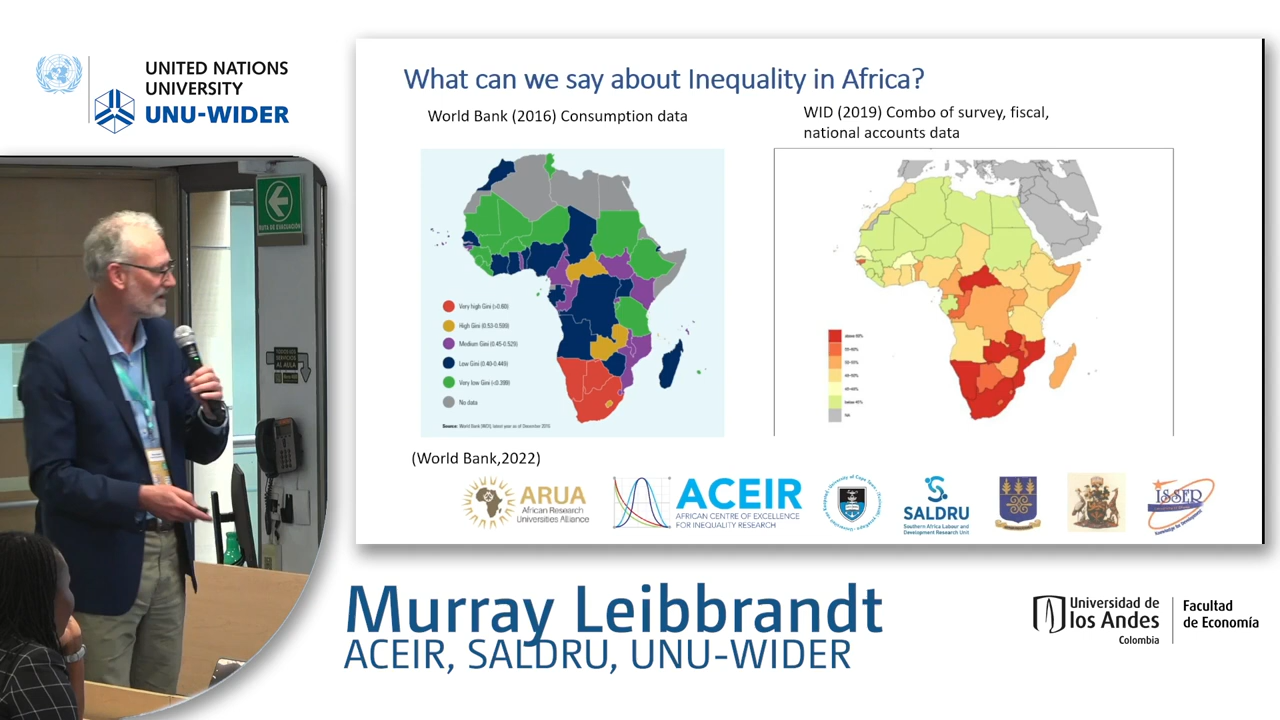 UNITED NATIONS
UNIVERSITY
UNU-WIDER
What can we say about Inequality in Africa?
World Bank (2016) Consumption data
WID (2019) Combo of survey, fiscal,
national accounts data
Very high Gini (>0.60)
High Gini (0.53-0.599)
Medium Gini (0.45-0.529)
Low Gini (0.40-0.449)
Very low Gini (<0.399)
No data
(World Bank,2022)
ARUA
African Research
Universities Alliance
ACEIR
AFRICAN CENTRE OF EXCELLENCE
FOR INEQUALITY RESEARCH
SALDRU
Southern Africa Labour and
Development Research Unit
ISSER
Murray Leibbrandt
ACEIR, SALDRU, UNU-WIDER
Universidad de
los Andes
Colombia
Facultad
de Economía
RUTA DE EVACUACIÓN